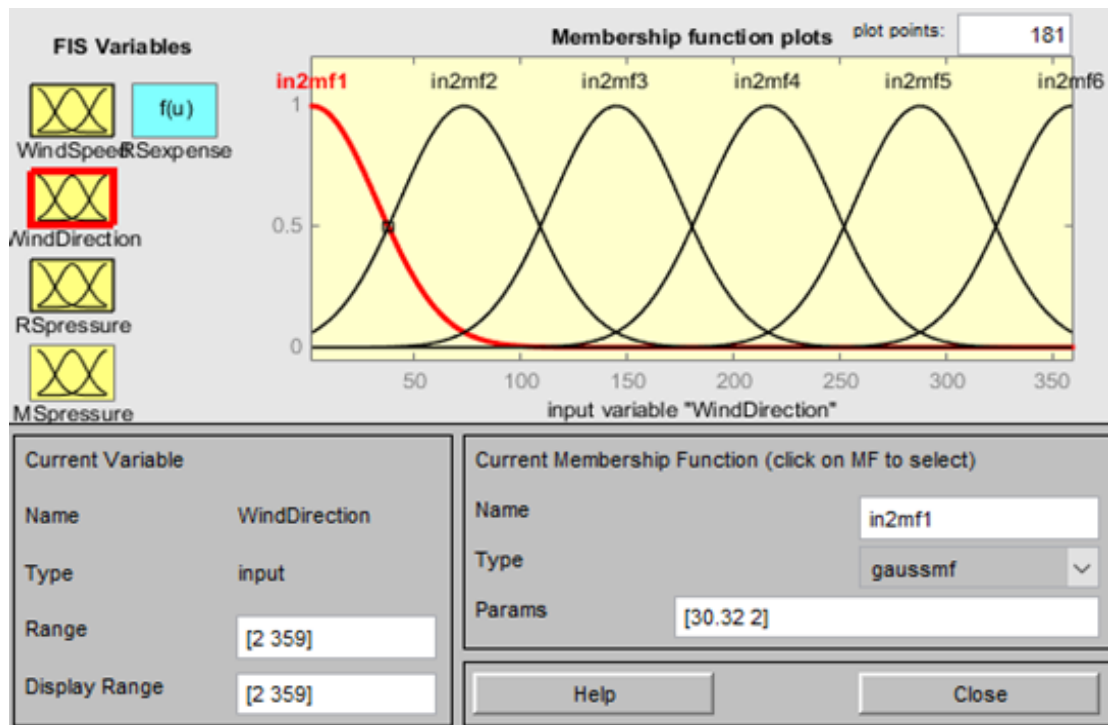 FIS Variables
Membership function plots
plot points:
181
f(u)
WindSpeed
RSexpense
WindDirection
RSpressure
MSpressure
in2mf1
in2mf2
in2mf3
in2mf4
in2mf5
in2mf6
1
0.5
0
50
100
150
200
250
300
350
input variable "WindDirection"
Current Variable
Name WindDirection
Type input
Range [2 359]
Display Range [2 359]
Current Membership Function (click on MF to select)
Name in2mf1
Type gaussmf
Params [30.32 2]
Help
Close